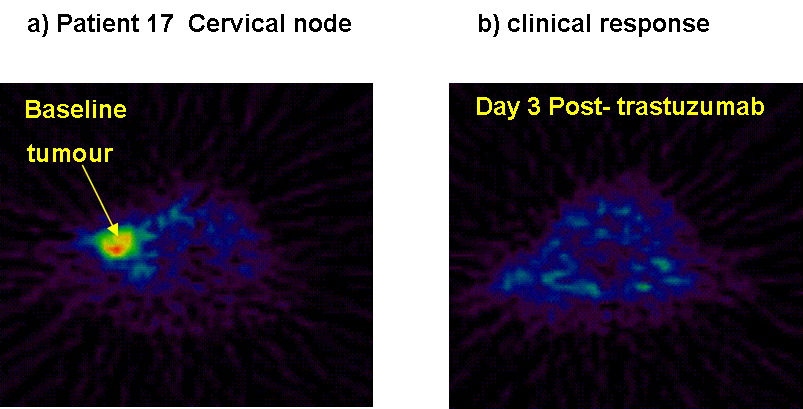 a) Patient 17  Cervical node
b) clinical response
Baseline
tumour
Day 3 Post- trastuzumab